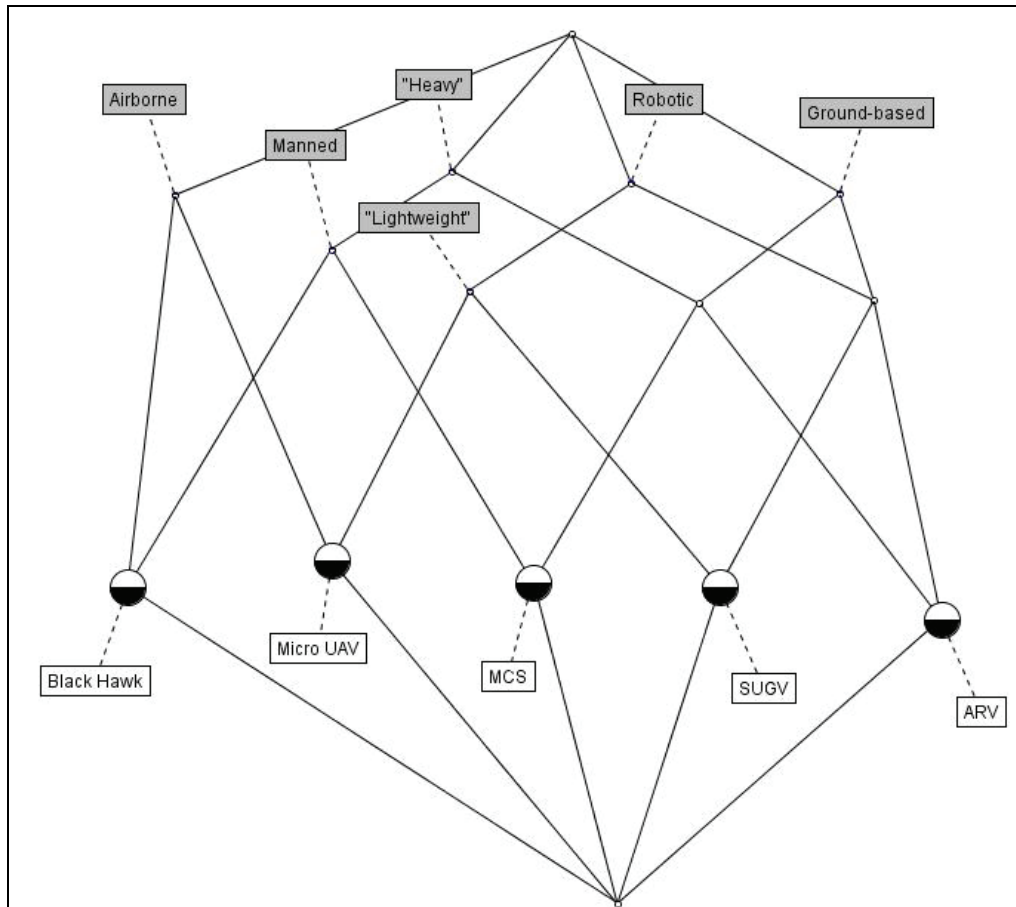 "Heavy"
Airborne
Robotic
Ground-based
Manned
"Lightweight"
Micro UAV
Black Hawk
MCS
SUGV
ARV